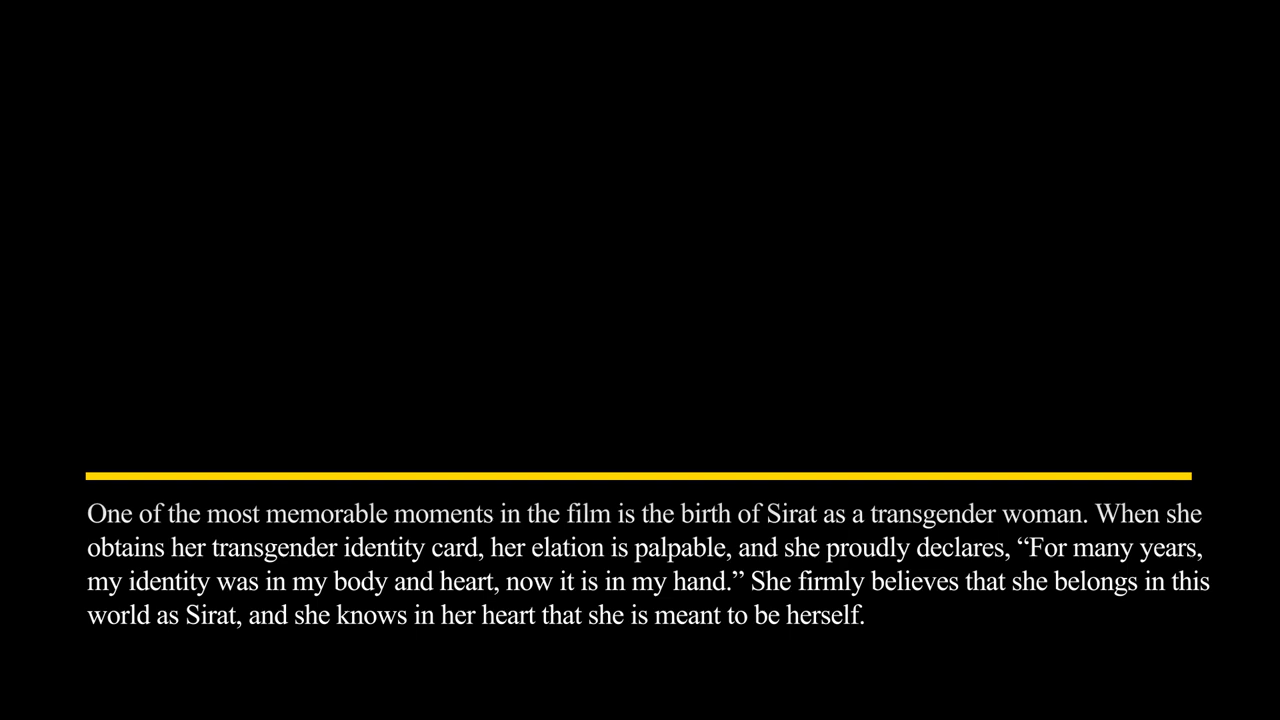 One of the most memorable moments in the film is the birth of Sirat as a transgender woman. When she
obtains her transgender identity card, her elation is palpable, and she proudly declares, “For many years,
my identity was in my body and heart, now it is in my hand.” She firmly believes that she belongs in this
world as Sirat, and she knows in her heart that she is meant to be herself.